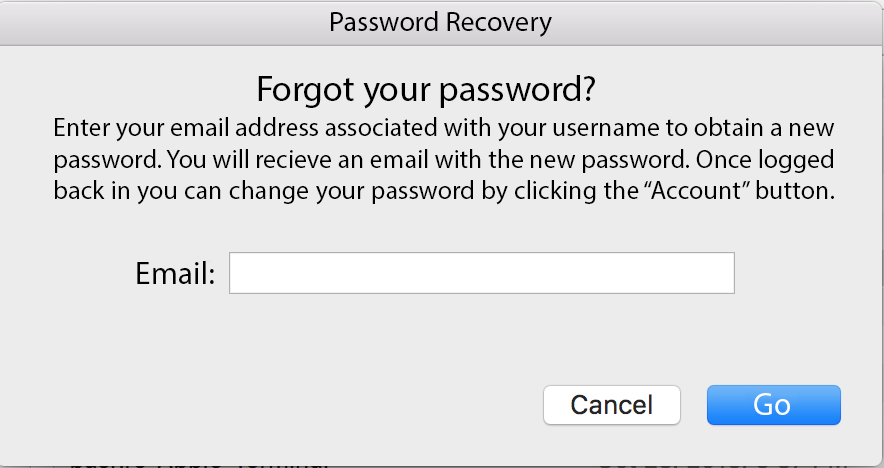 Password Recovery
Forgot your password?
Enter your email address associated with your username to obtain a new
password. You will recieve an email with the new password. Once logged
back in you can change your password by clicking the “Account” button.
Email:
Cancel
Go